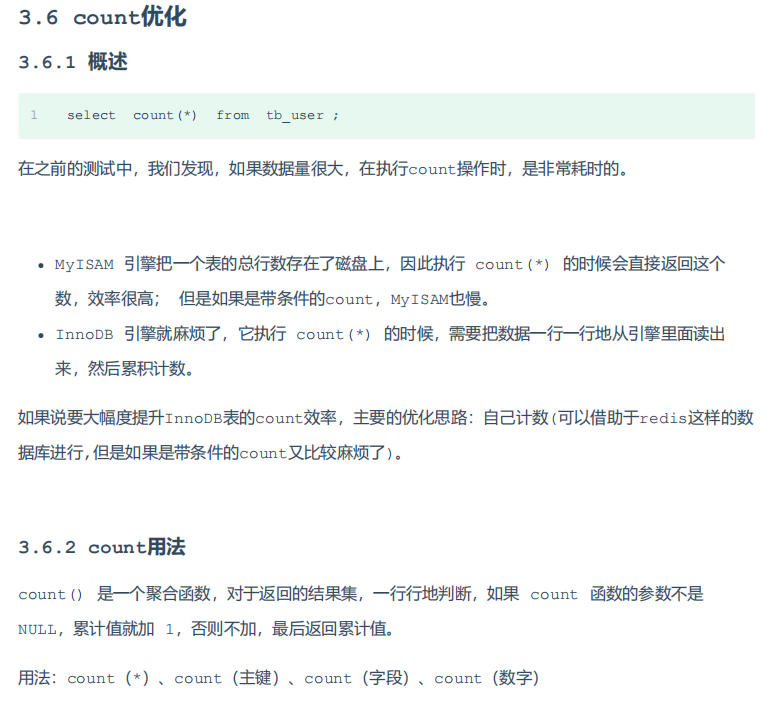 3.6 count优化
3.6.1 概述
1 select count(*) from tb_user ;
在之前的测试中，我们发现，如果数据量很大，在执行count操作时，是非常耗时的。
• MyISAM 引擎把一个表的总行数存在了磁盘上，因此执行 count(*) 的时候会直接返回这个
数，效率很高； 但是如果是带条件的count，MyISAM也慢。
• InnoDB 引擎就麻烦了，它执行 count(*) 的时候，需要把数据一行一行地从引擎里面读出
来，然后累积计数。
如果说要大幅度提升InnoDB表的count效率，主要的优化思路：自己计数(可以借助于redis这样的数
据库进行,但是如果是带条件的count又比较麻烦了)。
3.6.2 count用法
count() 是一个聚合函数，对于返回的结果集，一行行地判断，如果 count 函数的参数不是
NULL，累计值就加 1，否则不加，最后返回累计值。
用法：count（*）、count（主键）、count（字段）、count（数字）